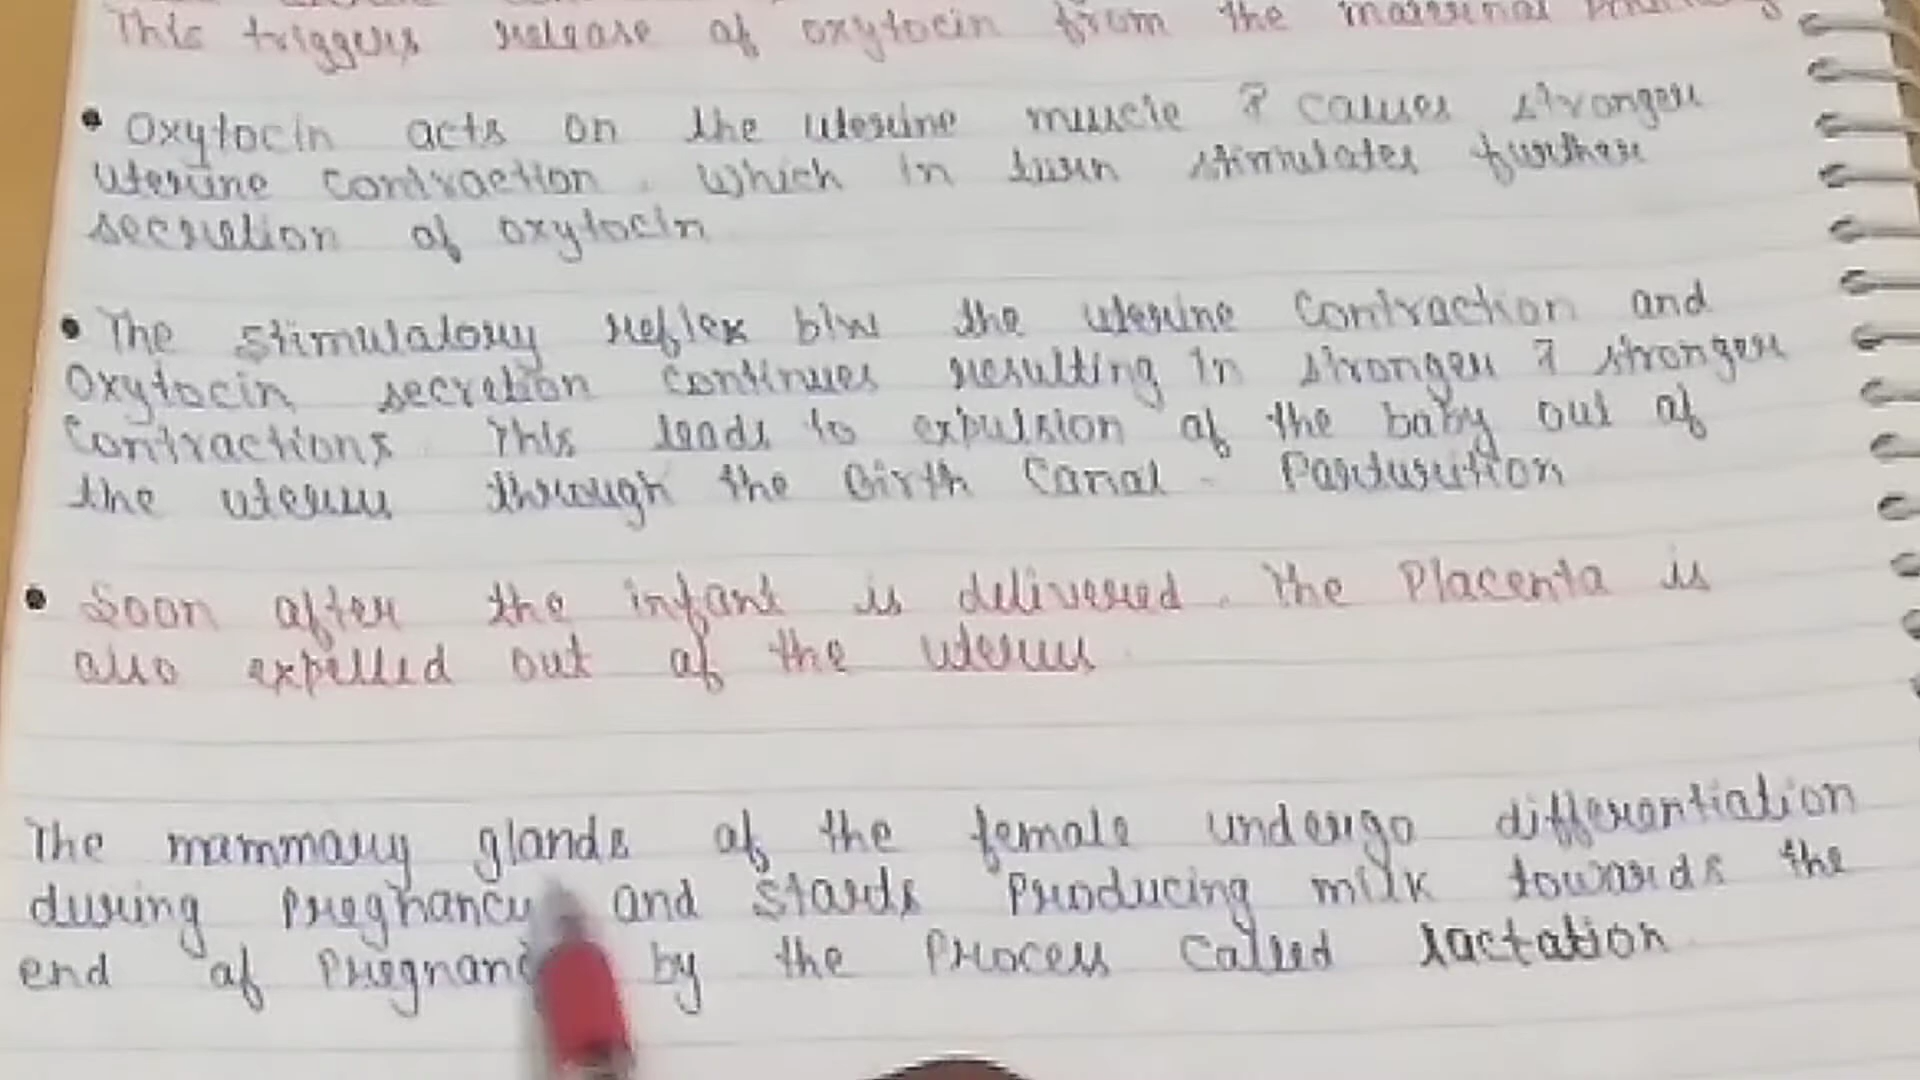 This triggers release of oxytocin from the maternal
• Oxytocin acts on the uterine muscle & causes stronger
uterine contraction. which in turn stimulates further
secretion of oxytocin
• The stimulatory reflex b/w the uterine contraction and
oxytocin secretion continues resulting in stronger & stronger
contractions. This leads to expulsion of the baby out of
the uterus through the Birth Canal - Parturition
• Soon after the infant is delivered. The Placenta is
also expelled out of the uterus.
The mammary glands of the female undergo differentiation
during pregnancy and starts Producing milk towards the
end of by the Process called lactation